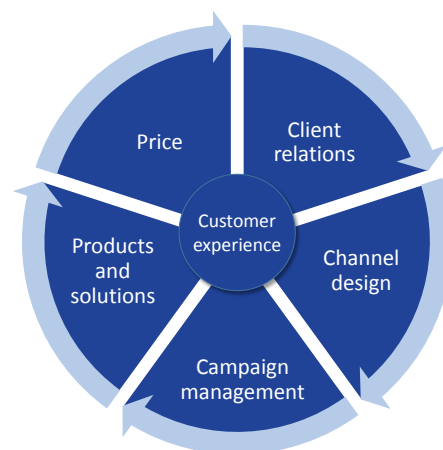 Price
Client
relations
Customer
experience
Products
and
solutions
Channel
design
Campaign
management